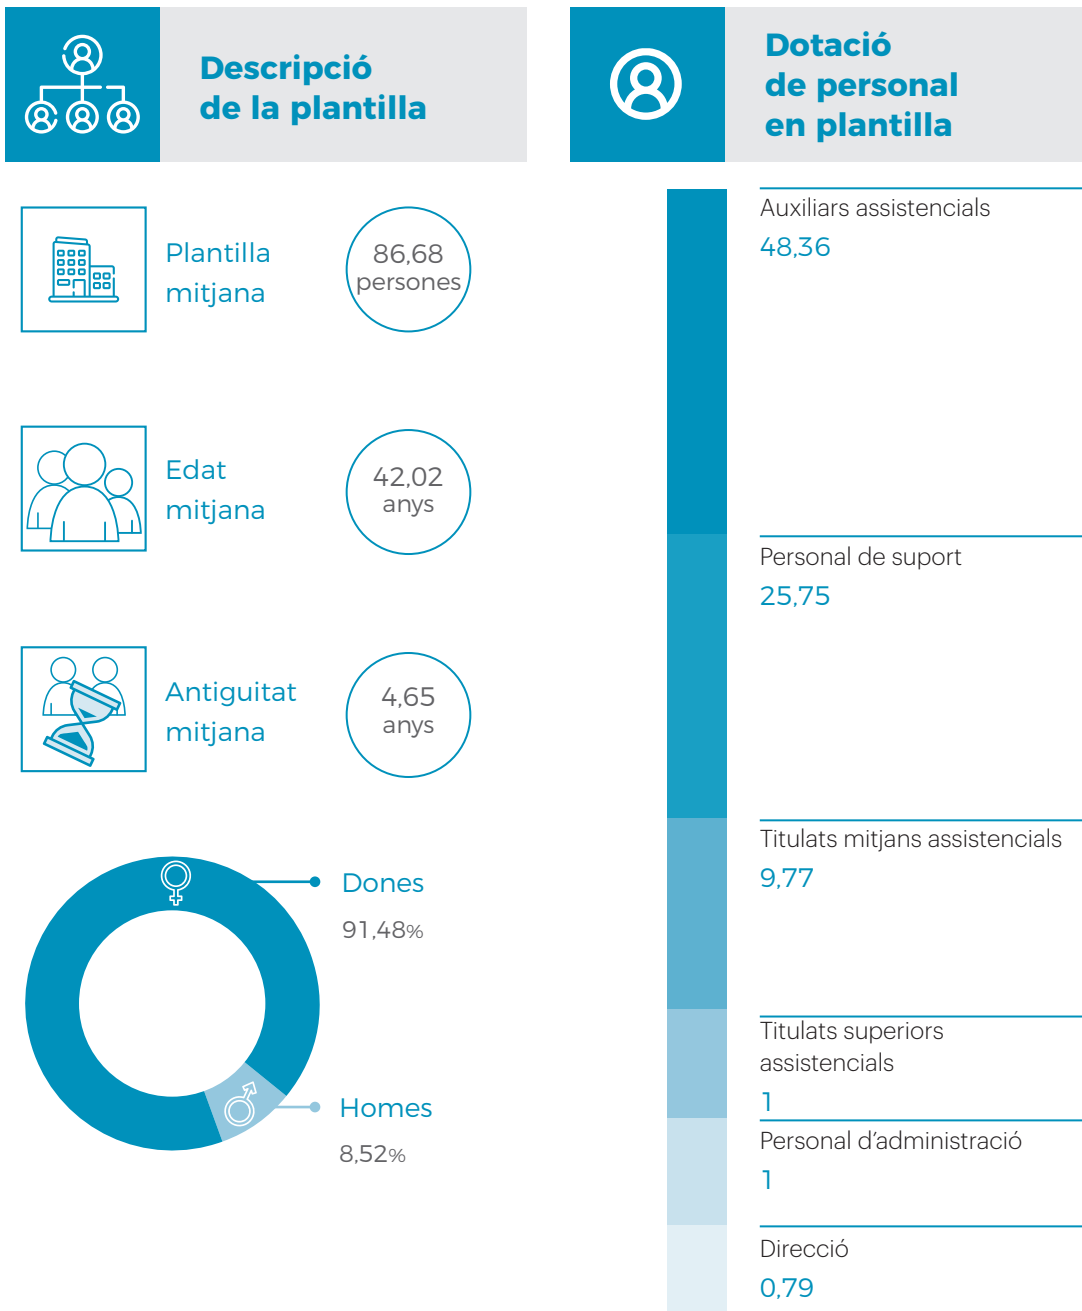 Descripció
de la plantilla
Plantilla
mitjana
86,68
persones
Edat
mitjana
42,02
anys
Antiguitat
mitjana
4,65
anys
Dones
91,48%
Homes
8,52%
Dotació
de personal
en plantilla
Auxiliars assistencials
48,36
Personal de suport
25,75
Titulats mitjans assistencials
9,77
Titulats superiors
assistencials
1
Personal d’administració
1
Direcció
0,79